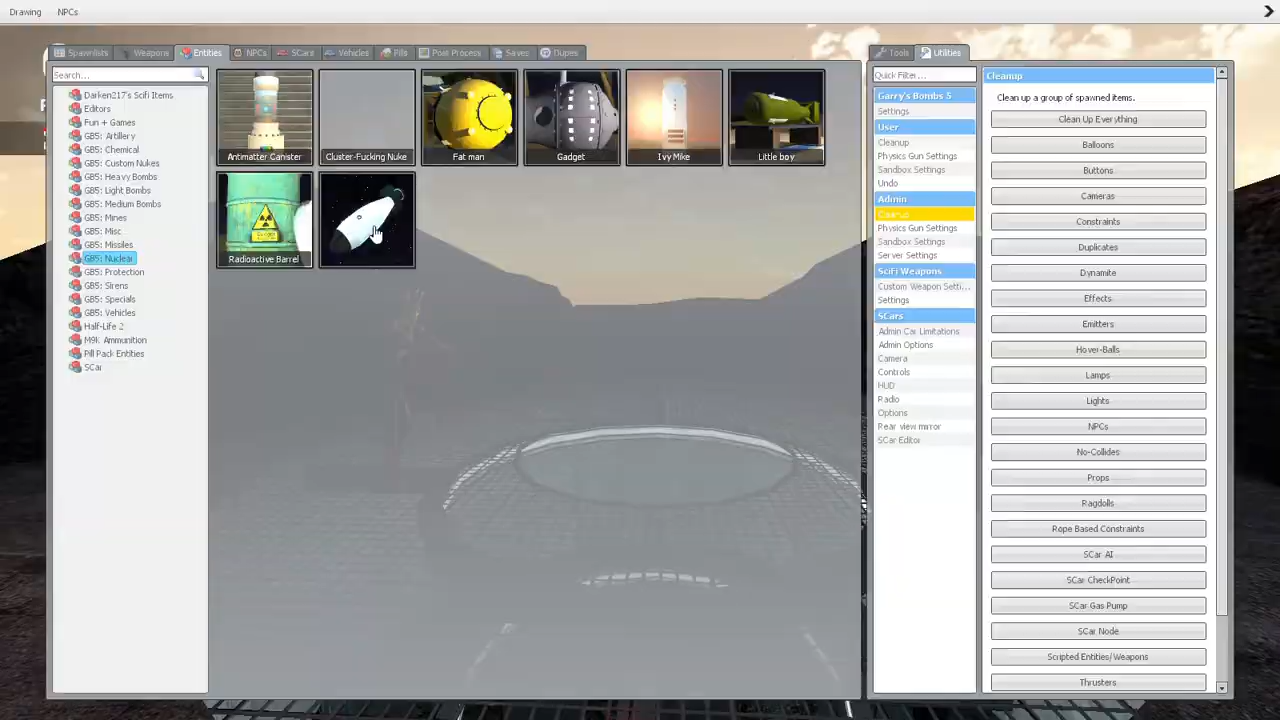 Drawing NPCs
Spawnlists Weapons Entities NPCs SCars Vehicles Pills Post Process Saves Dupes
Search...
Darken217's Scifi Items
Editors
Fun + Games
GB5: Artillery
GB5: Chemical
GB5: Custom Nukes
GB5: Heavy Bombs
GB5: Light Bombs
GB5: Medium Bombs
GB5: Mines
GB5: Misc
GB5: Missiles
GB5: Nuclear
GB5: Protection
GB5: Sirens
GB5: Specials
GB5: Vehicles
Half-Life 2
M9K Ammunition
Pill Pack Entities
SCar
Antimatter Canister
Cluster-Fucking Nuke
Fat man
Gadget
Ivy Mike
Little boy
Radioactive Barrel
Tools Utilities
Quick Filter...
Garry's Bombs 5
Settings
User
Cleanup
Physics Gun Settings
Sandbox Settings
Undo
Admin
Cleanup
Physics Gun Settings
Sandbox Settings
Server Settings
SciFi Weapons
Custom Weapon Setti...
Settings
SCars
Admin Car Limitations
Admin Options
Camera
Controls
HUD
Radio
Options
Rear view mirror
SCar Editor
Cleanup
Clean up a group of spawned items.
Clean Up Everything
Balloons
Buttons
Cameras
Constraints
Duplicates
Dynamite
Effects
Emitters
Hover-Balls
Lamps
Lights
NPCs
No-Collides
Props
Ragdolls
Rope Based Constraints
SCar AI
SCar CheckPoint
SCar Gas Pump
SCar Node
Scripted Entities/Weapons
Thrusters